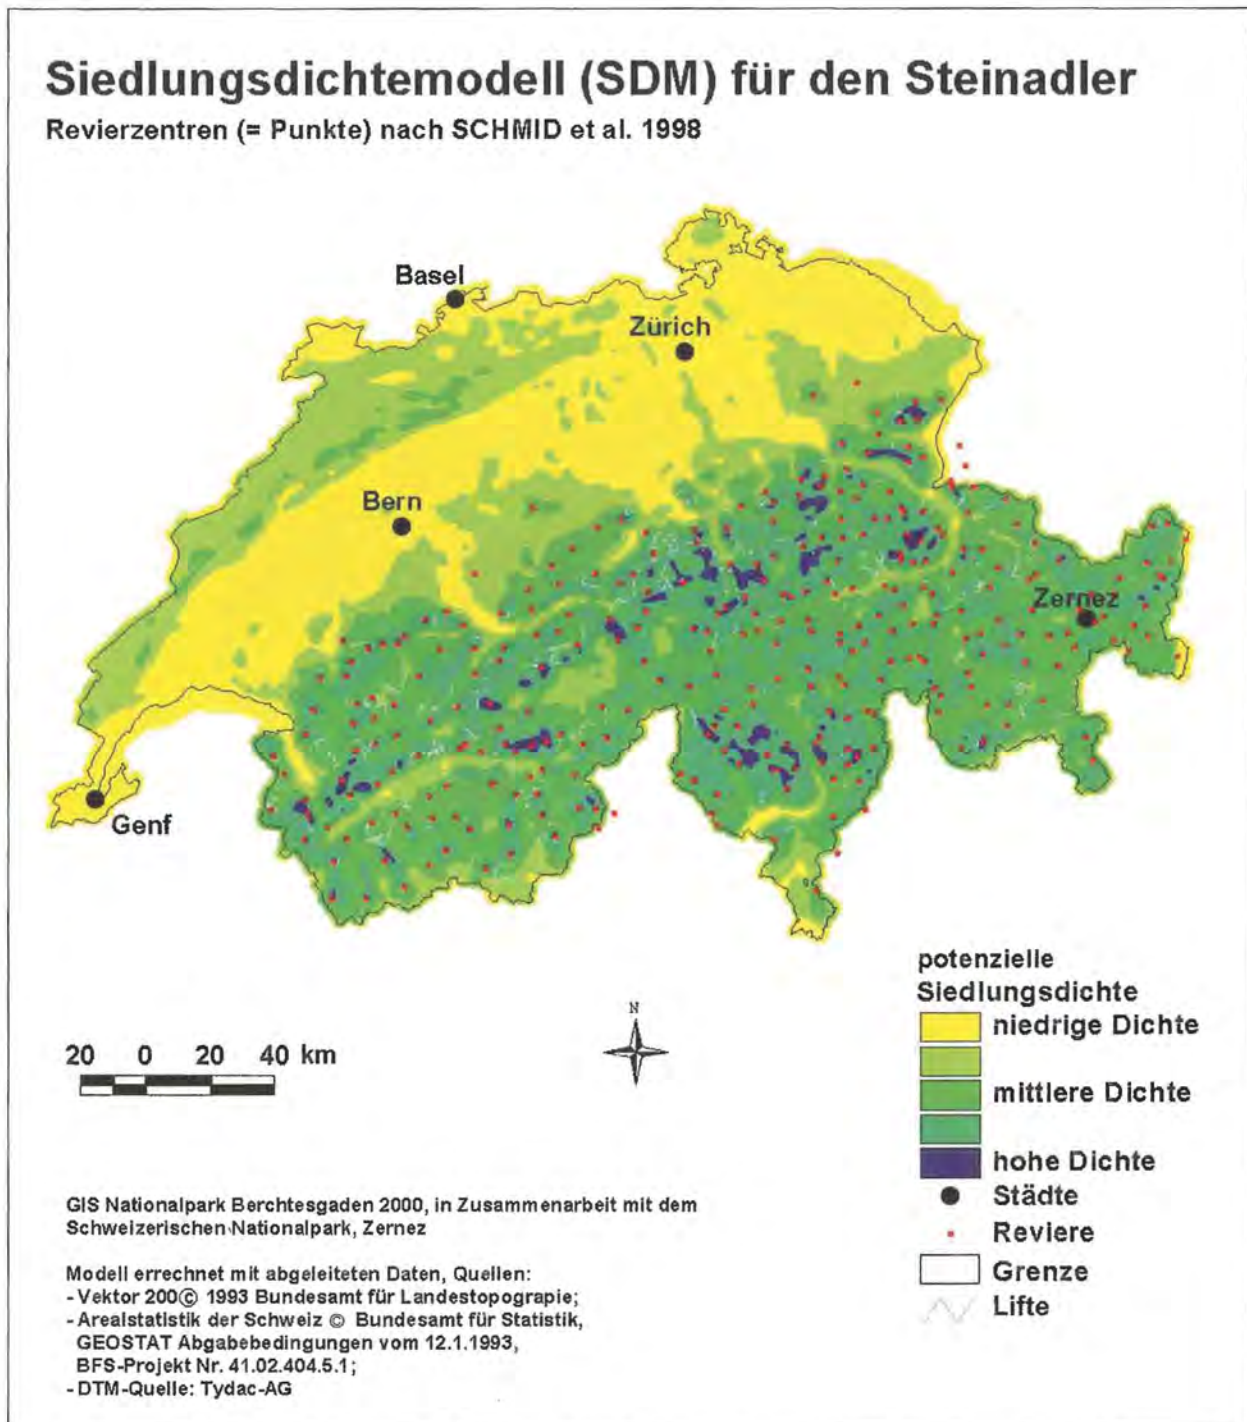 Siedlungsdichtemodell (SDM) für den Steinadler
Revierzentren (= Punkte) nach SCHMID et al. 1998
Basel
Zürich
Bern
Zernez
Genf
potenzielle
Siedlungsdichte
niedrige Dichte
mittlere Dichte
hohe Dichte
Städte
Reviere
Grenze
Lifte
N
20 0 20 40 km
GIS Nationalpark Berchtesgaden 2000, in Zusammenarbeit mit dem
Schweizerischen Nationalpark, Zernez
Modell errechnet mit abgeleiteten Daten, Quellen:
- Vektor 200© 1993 Bundesamt für Landestopograpie;
- Arealstatistik der Schweiz © Bundesamt für Statistik,
GEOSTAT Abgabebedingungen vom 12.1.1993,
BFS-Projekt Nr. 41.02.404.5.1;
- DTM-Quelle: Tydac-AG